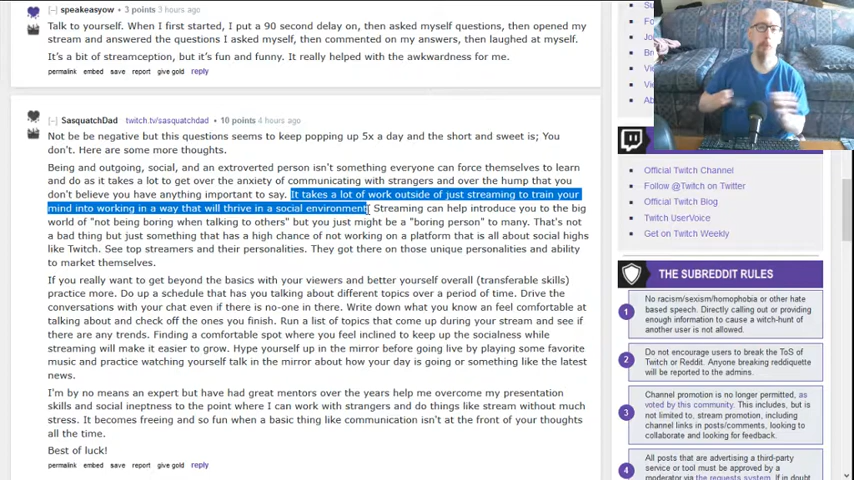 [–] speakeasyow • 3 points 3 hours ago
Talk to yourself. When I first started, I put a 90 second delay on, then asked myself questions, then opened my
stream and answered the questions I asked myself, then commented on my answers, then laughed at myself.
It's a bit of streamception, but it's fun and funny. It really helped with the awkwardness for me.
permalink embed save report give gold reply
[–] SasquatchDad twitch.tv/sasquatchdad • 10 points 4 hours ago
Not be be negative but this questions seems to keep popping up 5x a day and the short and sweet is; You
don't. Here are some more thoughts.
Being and outgoing, social, and an extroverted person isn't something everyone can force themselves to learn
and do as it takes a lot to get over the anxiety of communicating with strangers and over the hump that you
don't believe you have anything important to say. It takes a lot of work outside of just streaming to train your
mind into working in a way that will thrive in a social environment. Streaming can help introduce you to the big
world of "not being boring when talking to others" but you just might be a "boring person" to many. That's not
a bad thing but just something that has a high chance of not working on a platform that is all about social highs
like Twitch. See top streamers and their personalities. They got there on those unique personalities and ability
to market themselves.
If you really want to get beyond the basics with your viewers and better yourself overall (transferable skills)
practice more. Do up a schedule that has you talking about different topics over a period of time. Drive the
conversations with your chat even if there is no-one in there. Write down what you know an feel comfortable at
talking about and check off the ones you finish. Run a list of topics that come up during your stream and see if
there are any trends. Finding a comfortable spot where you feel inclined to keep up the socialness while
streaming will make it easier to grow. Hype yourself up in the mirror before going live by playing some favorite
music and practice watching yourself talk in the mirror about how your day is going or something like the latest
news.
I'm by no means an expert but have had great mentors over the years help me overcome my presentation
skills and social ineptness to the point where I can work with strangers and do things like stream without much
stress. It becomes freeing and so fun when a basic thing like communication isn't at the front of your thoughts
all the time.
Best of luck!
permalink embed save report give gold reply
Official Twitch Channel
Follow @Twitch on Twitter
Official Twitch Blog
Twitch UserVoice
Get on Twitch Weekly
THE SUBREDDIT RULES
1
No racism/sexism/homophobia or other hate
based speech. Directly calling out or providing
enough information to cause a witch-hunt of
another user is not allowed.
2
Do not encourage users to break the ToS of
Twitch or Reddit. Anyone breaking reddiquette
will be reported to the admins.
3
Channel promotion is no longer permitted, as
voted by this community. This includes, but is
not limited to, stream promotion, including
channel links in posts/comments, looking to
collaborate and looking for feedback.
4
All posts that are advertising a third-party
service or tool must be approved by a
moderator via the requests system. If in doubt